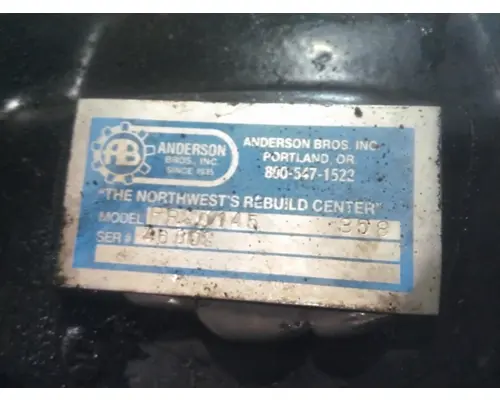 AB ANDERSON BROS. INC. SINCE 1935
ANDERSON BROS. INC.
PORTLAND, OR
800-547-1522
"THE NORTHWEST'S REBUILD CENTER"
MODEL 358
SER #